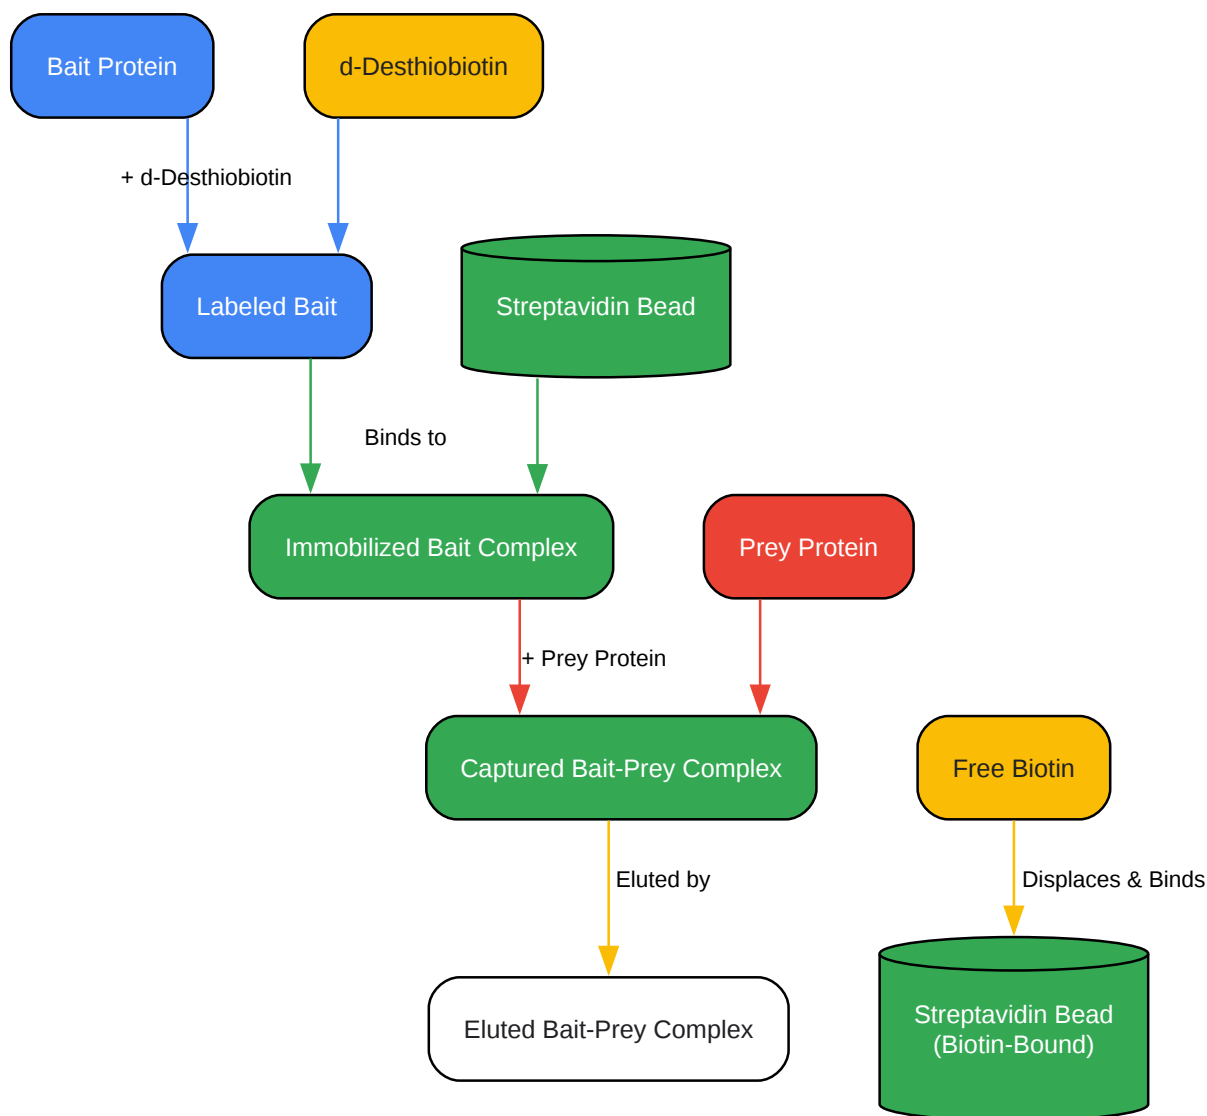 Bait Protein
d-Desthiobiotin
+ d-Desthiobiotin
Labeled Bait
Streptavidin Bead
Binds to
Immobilized Bait Complex
Prey Protein
+ Prey Protein
Captured Bait-Prey Complex
Free Biotin
Eluted by
Displaces & Binds
Eluted Bait-Prey Complex
Streptavidin Bead
(Biotin-Bound)